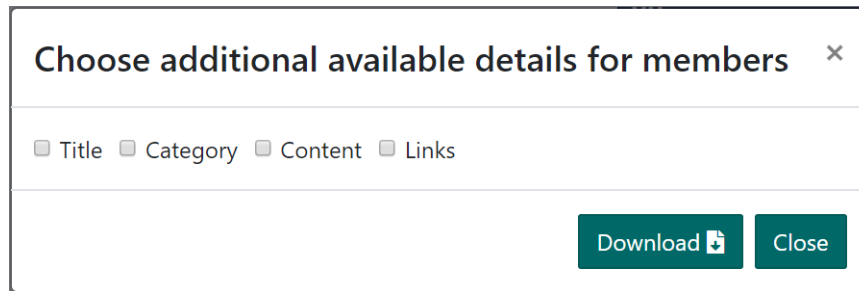 Choose additional available details for members ×
Title Category Content Links
Download Close